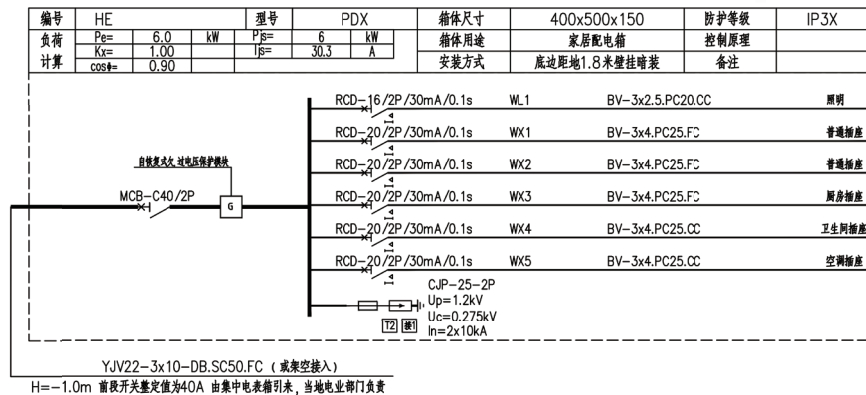 编号 HE 型号 PDX 箱体尺寸 400x500x150 防护等级 IP3X
负荷计算 Pe= 6.0 kW Pjs= 6 kW 箱体用途 家居配电箱 控制原理
Kx= 1.00 Ijs= 30.3 A
cosφ= 0.90 安装方式 底边距地1.8米壁挂暗装 备注
RCD-16/2P/30mA/0.1s WL1 BV-3x2.5.PC20.CC 照明
RCD-20/2P/30mA/0.1s WX1 BV-3x4.PC25.FC 普通插座
自恢复式欠,过电压保护模块
RCD-20/2P/30mA/0.1s WX2 BV-3x4.PC25.FC 普通插座
MCB-C40/2P
G
RCD-20/2P/30mA/0.1s WX3 BV-3x4.PC25.FC 厨房插座
RCD-20/2P/30mA/0.1s WX4 BV-3x4.PC25.CC 卫生间插座
RCD-20/2P/30mA/0.1s WX5 BV-3x4.PC25.CC 空调插座
CJP-25-2P
Up=1.2kV
Uc=0.275kV
T2 接1 In=2x10kA
YJV22-3x10-DB.SC50.FC (或架空接入)
H=-1.0m 前段开关整定值为40A 由集中电表箱引来,当地电业部门负责